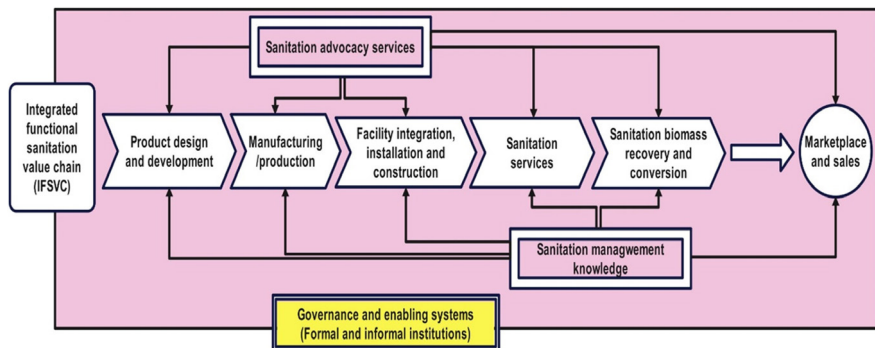 Sanitation advocacy services
Integrated
functional
sanitation
value chain
(IFSVC)
Product design
and development
Manufacturing
/production
Facility integration,
installation and
construction
Sanitation
services
Sanitation biomass
recovery and
conversion
Marketplace
and sales
Sanitation managwement
knowledge
Governance and enabling systems
(Formal and informal institutions)